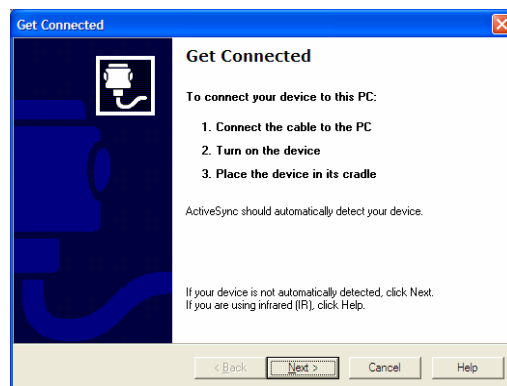 Get Connected
Get Connected
To connect your device to this PC:
1. Connect the cable to the PC
2. Turn on the device
3. Place the device in its cradle
ActiveSync should automatically detect your device.
If your device is not automatically detected, click Next.
If you are using infrared (IR), click Help.
< Back Next > Cancel Help